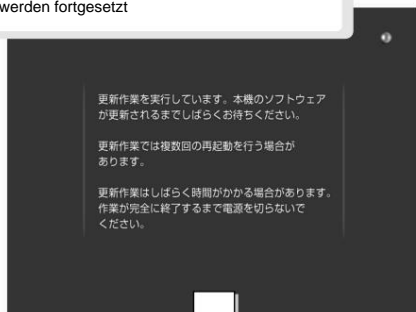 werden fortgesetzt
更新作業を実行しています。本機のソフトウェア
が更新されるまでしばらくお待ちください。
更新作業では複数回の再起動を行う場合が
あります。
更新作業はしばらく時間がかかる場合があります。
作業が完全に終了するまで電源を切らないで
ください。